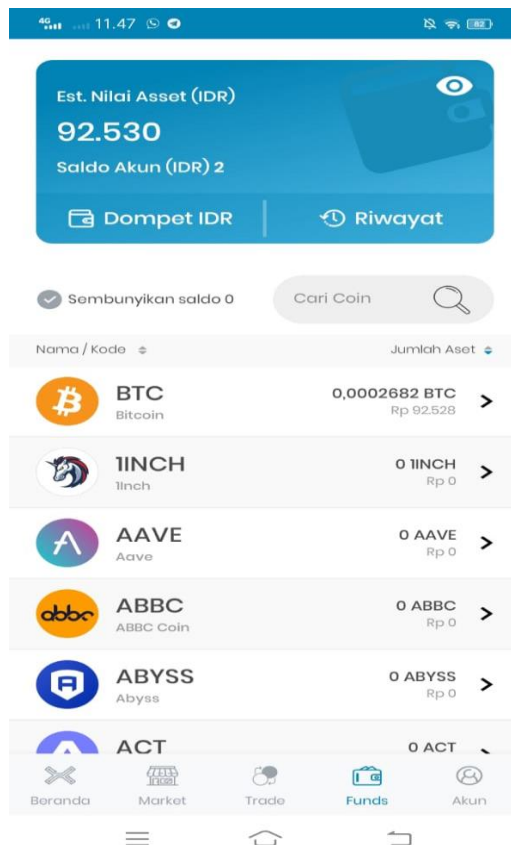 4G 11.47 82
Est. Nilai Asset (IDR)
92.530
Saldo Akun (IDR) 2
Dompet IDR Riwayat
Sembunyikan saldo 0 Cari Coin
Nama / Kode Jumlah Aset
BTC 0,0002682 BTC
Bitcoin Rp 92.528
1INCH 0 1INCH
1Inch Rp 0
AAVE 0 AAVE
Aave Rp 0
abbc ABBC 0 ABBC
ABBC Coin Rp 0
ABYSS 0 ABYSS
Abyss Rp 0
ACT 0 ACT
Beranda Market Trade Funds Akun